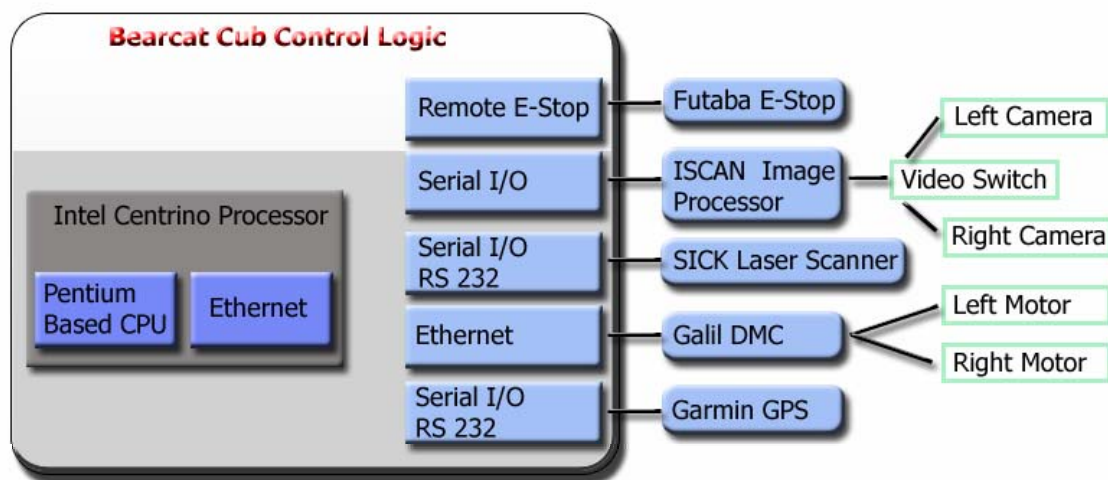 Bearcat Cub Control Logic
Remote E-Stop
Futaba E-Stop
Left Camera
Serial I/O
ISCAN Image
Processor
Video Switch
Right Camera
Intel Centrino Processor
Pentium
Based CPU
Ethernet
Serial I/O
RS 232
SICK Laser Scanner
Ethernet
Galil DMC
Left Motor
Right Motor
Serial I/O
RS 232
Garmin GPS